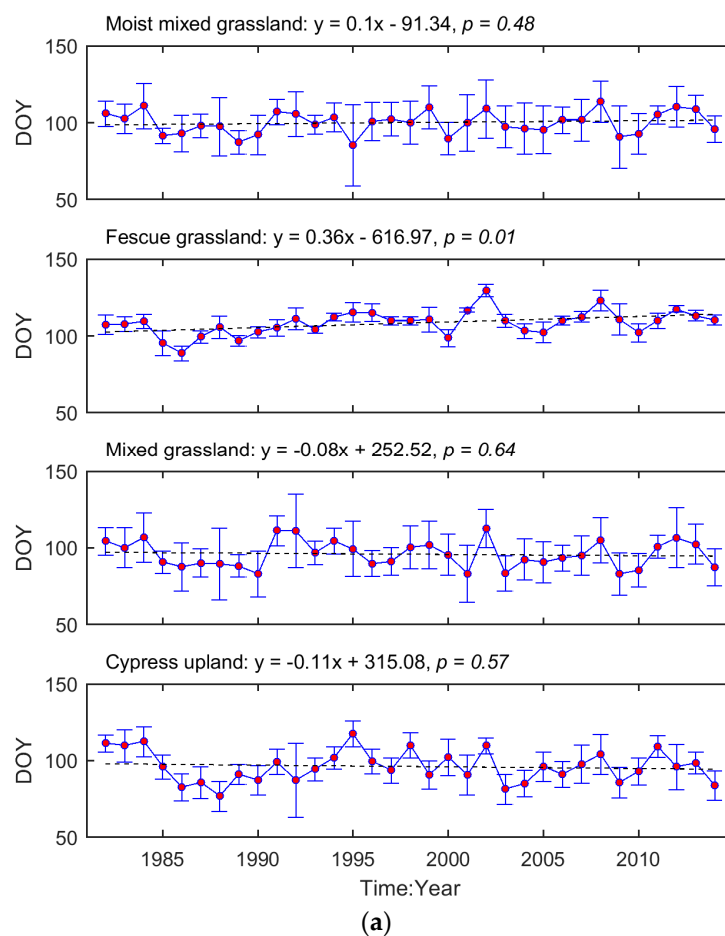 Moist mixed grassland: y = 0.1x - 91.34, p = 0.48
150
100
50
DOY
Fescue grassland: y = 0.36x - 616.97, p = 0.01
150
100
50
DOY
Mixed grassland: y = -0.08x + 252.52, p = 0.64
150
100
50
DOY
Cypress upland: y = -0.11x + 315.08, p = 0.57
150
100
50
DOY
1985 1990 1995 2000 2005 2010
Time:Year
(a)